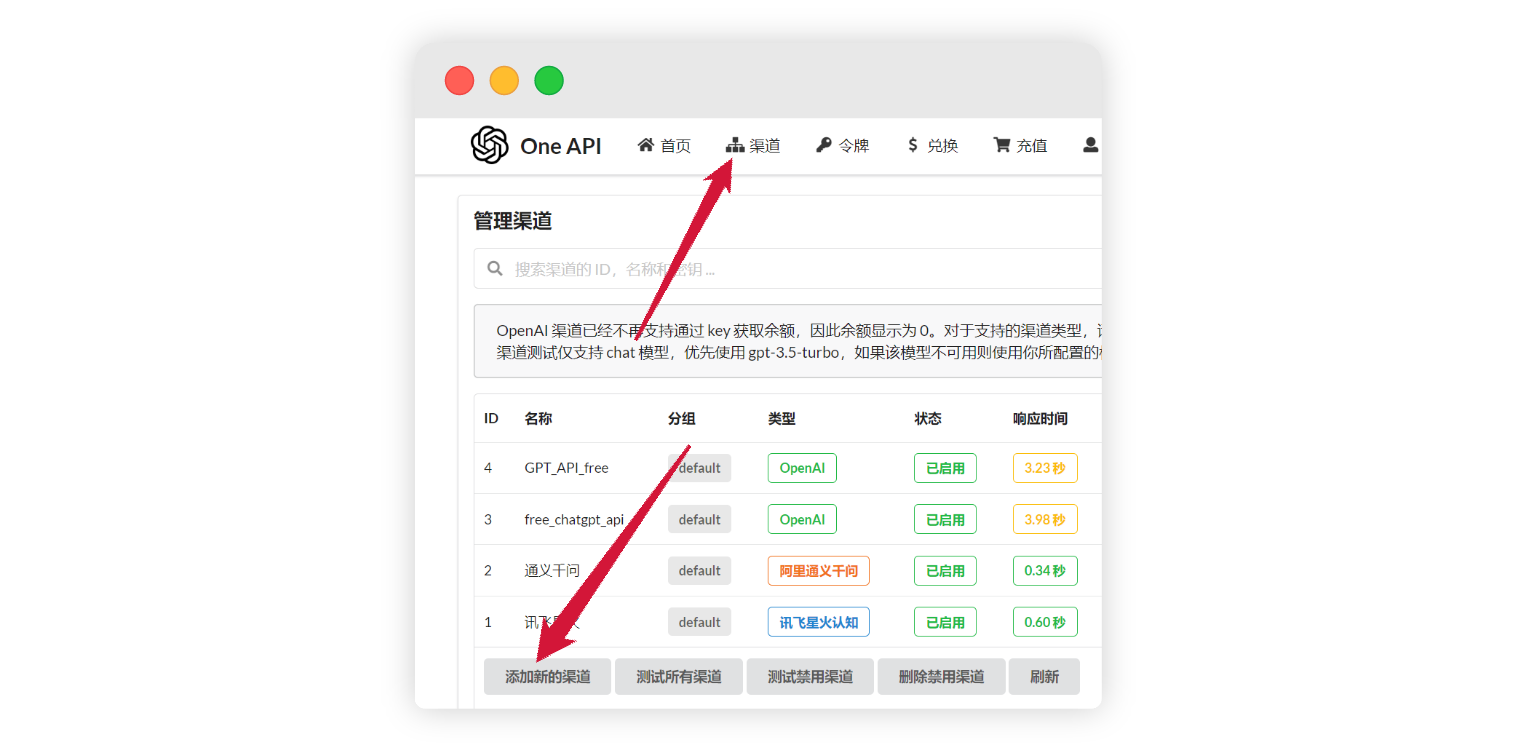 One API 首页 渠道 令牌 兑换 充值
管理渠道
搜索渠道的 ID，名称和密钥 ...
OpenAI 渠道已经不再支持通过 key 获取余额，因此余额显示为 0。对于支持的渠道类型，
渠道测试仅支持 chat 模型，优先使用 gpt-3.5-turbo，如果该模型不可用则使用你所配置的
ID 名称 分组 类型 状态 响应时间
4 GPT_API_free default OpenAI 已启用 3.23 秒
3 free_chatgpt_api default OpenAI 已启用 3.98 秒
2 通义千问 default 阿里通义千问 已启用 0.34 秒
1 讯飞星火 default 讯飞星火认知 已启用 0.60 秒
添加新的渠道 测试所有渠道 测试禁用渠道 删除禁用渠道 刷新